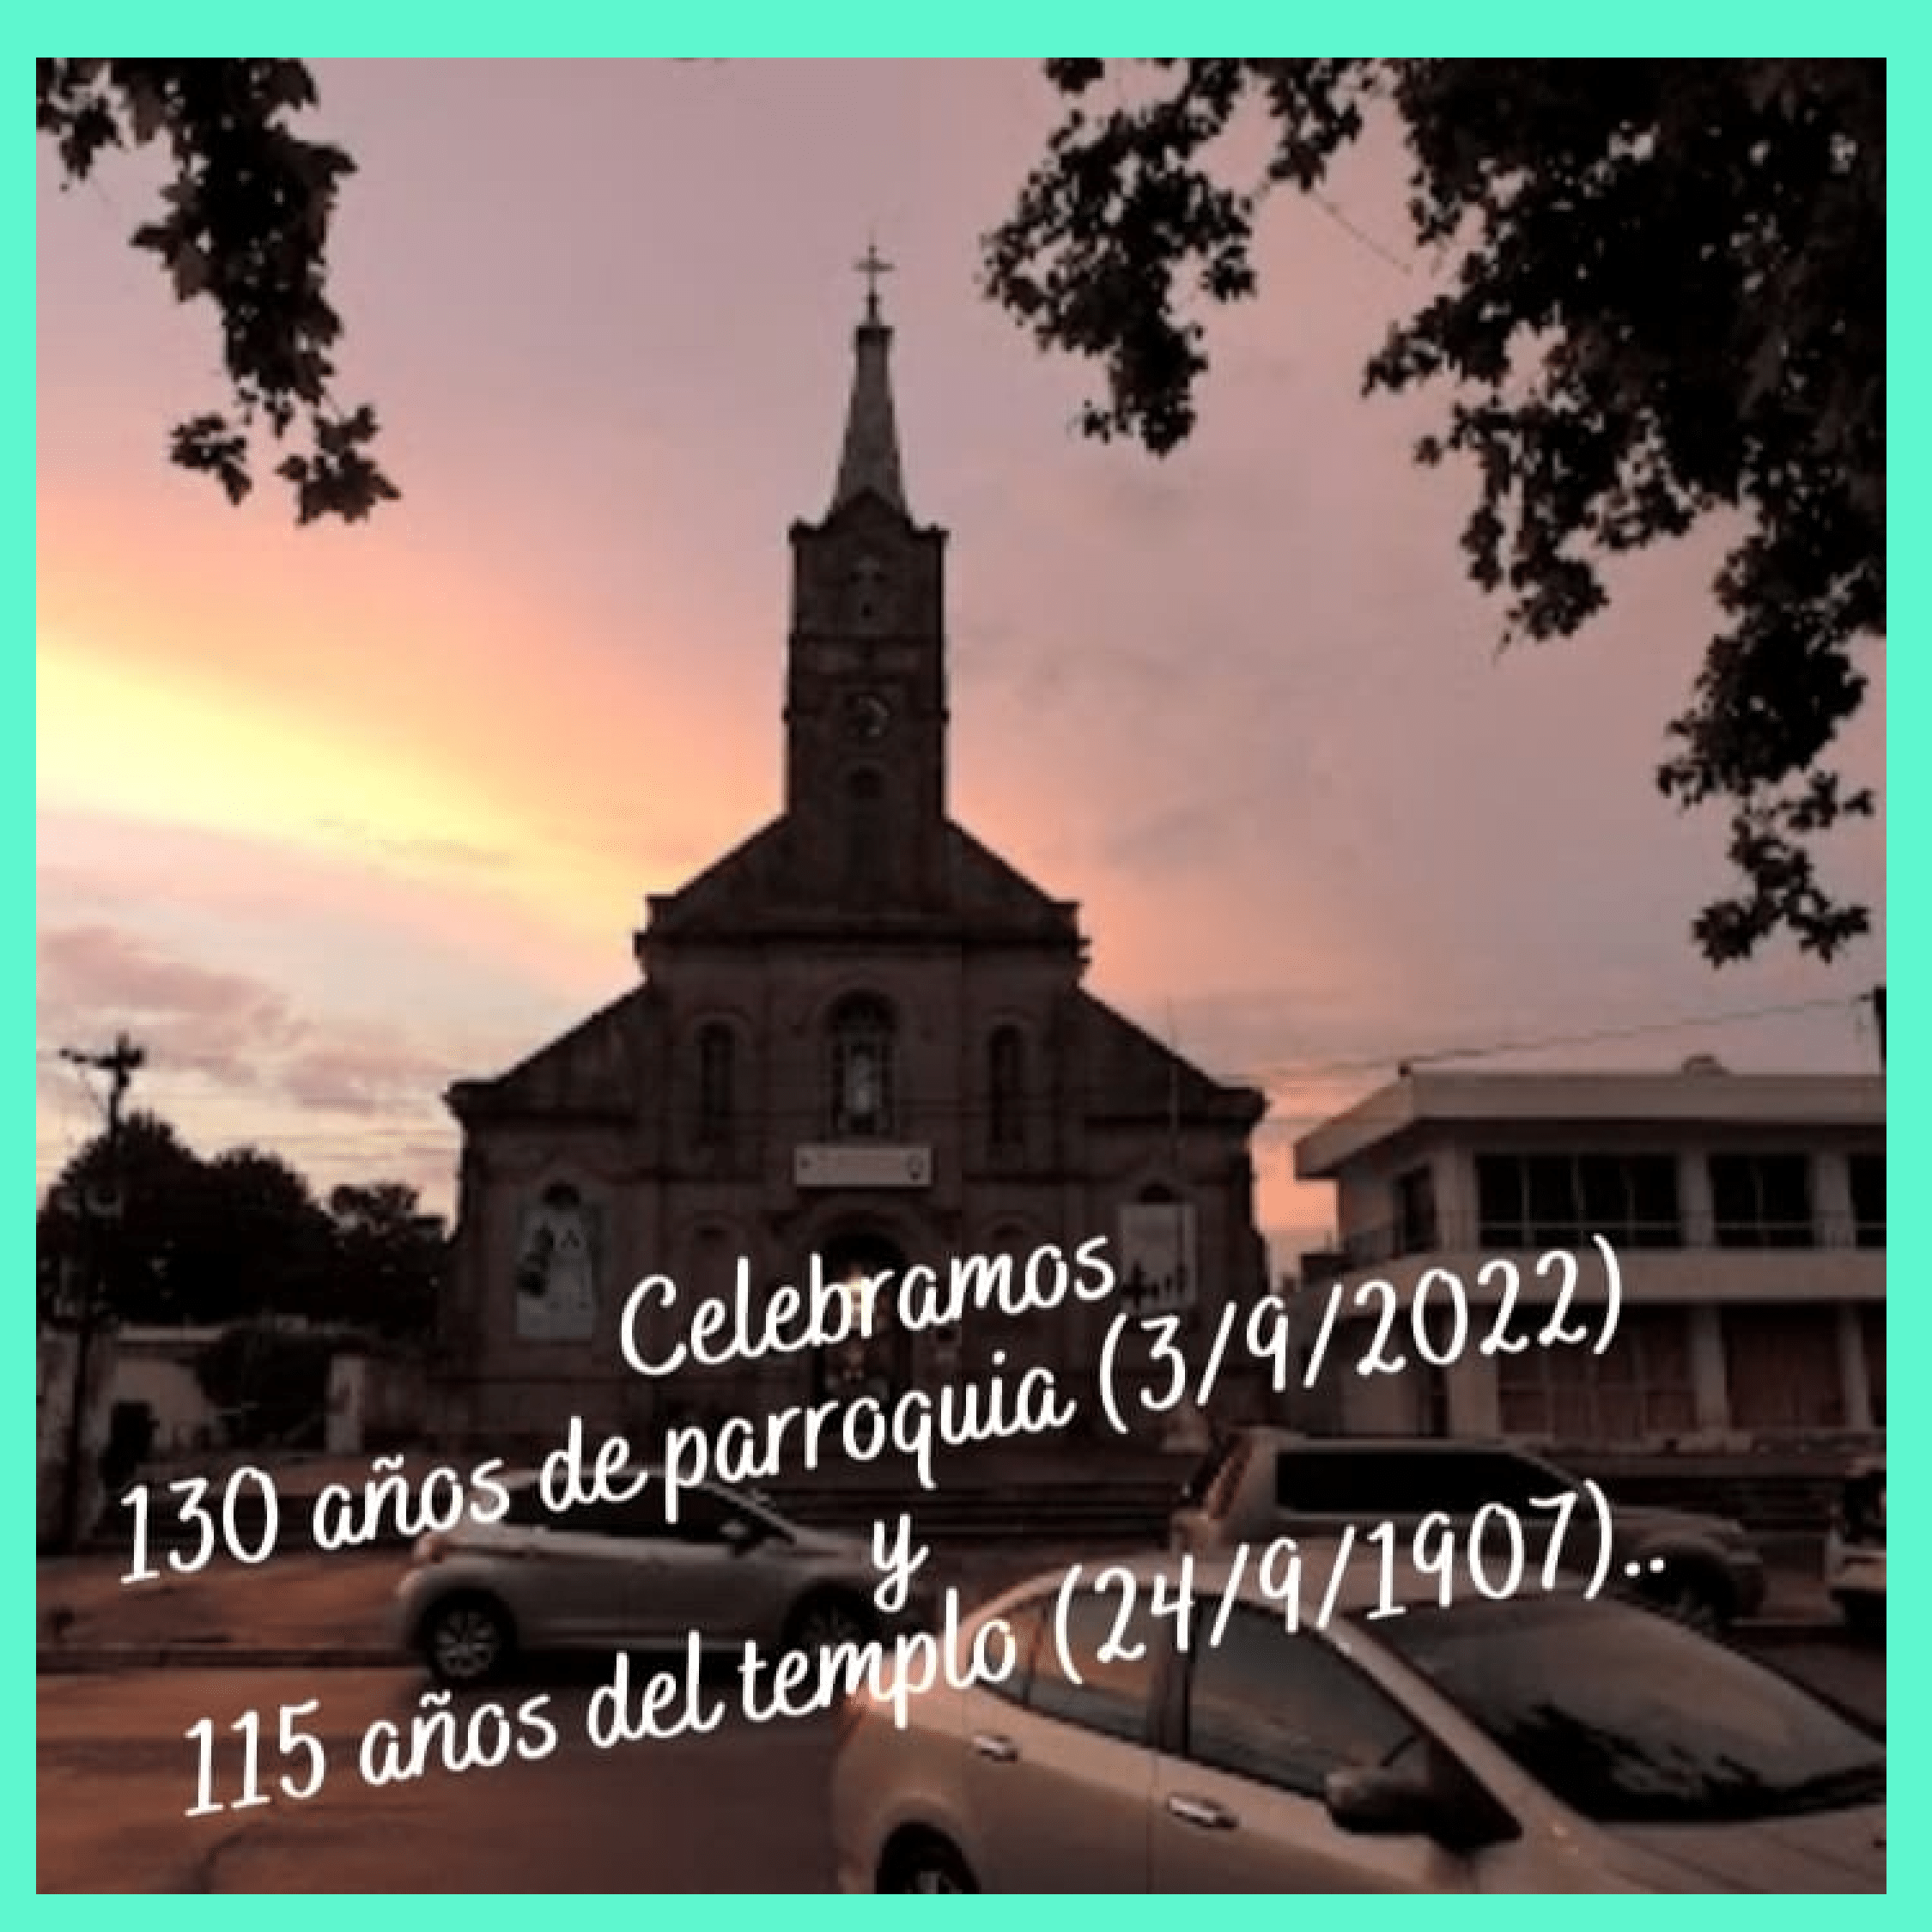 Celebramos
130 años de parroquia (3/9/2022)
y
115 años del templo (24/9/1907)..